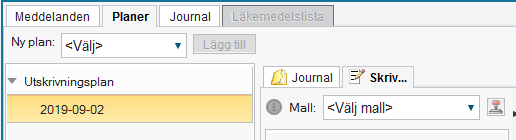 Meddelanden Planer Journal Läkemedelslista
Ny plan: <Välj> Lägg till
Utskrivningsplan
2019-09-02
Journal Skriv...
Mall: <Välj mall>